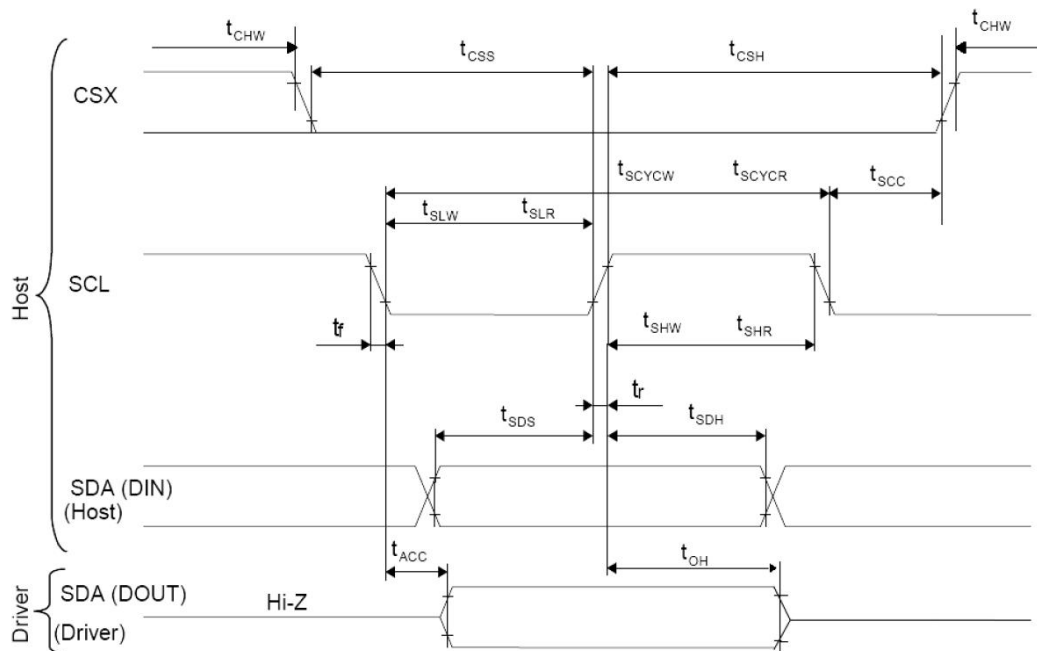 tCHW
tCHW
tCSS
tCSH
CSX
tSCYCW
tSCYCR
tSCC
tSLW
tSLR
SCL
Host
tSHW
tSHR
tf
tr
tSDS
tSDH
SDA (DIN)
(Host)
tACC
tOH
SDA (DOUT)
Hi-Z
Driver
(Driver)